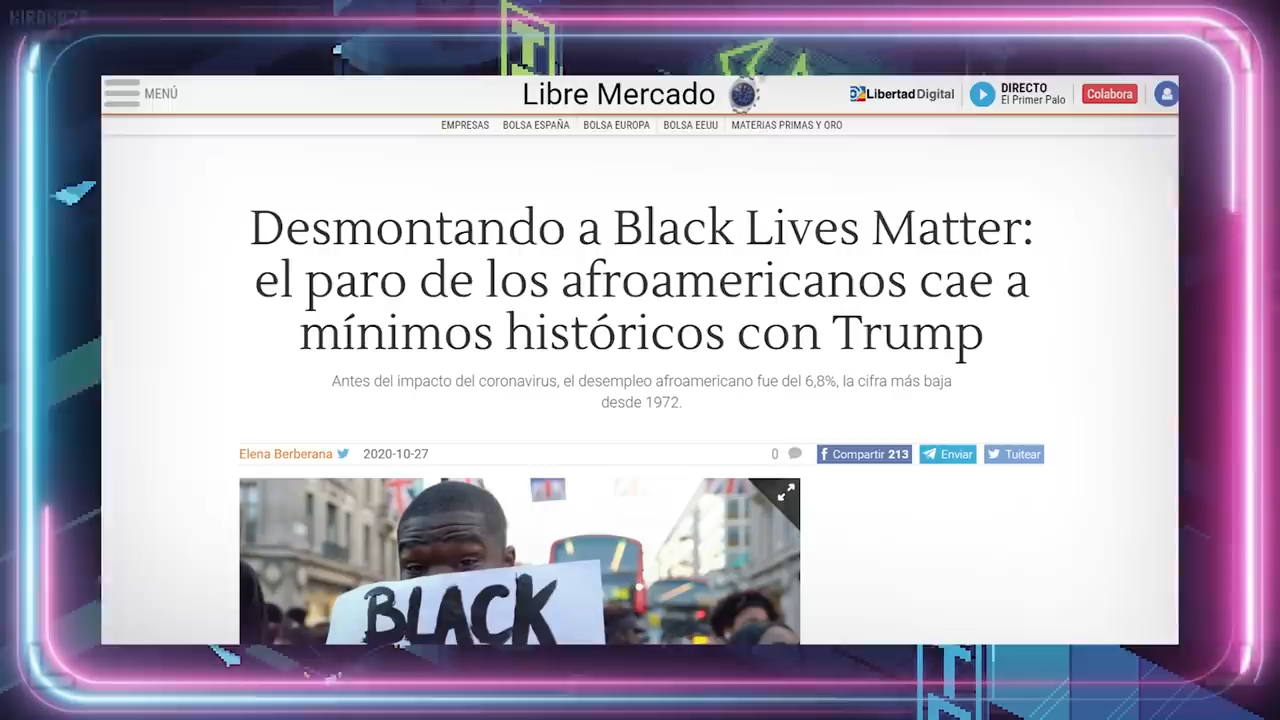 MENÚ
Libre Mercado
Libertad Digital
DIRECTO
El Primer Palo
Colabora
EMPRESAS BOLSA ESPAÑA BOLSA EUROPA BOLSA EEUU MATERIAS PRIMAS Y ORO
Desmontando a Black Lives Matter:
el paro de los afroamericanos cae a
mínimos históricos con Trump
Antes del impacto del coronavirus, el desempleo afroamericano fue del 6,8%, la cifra más baja
desde 1972.
Elena Berberana 2020-10-27 0 Compartir 213 Enviar Tuitear
BLACK